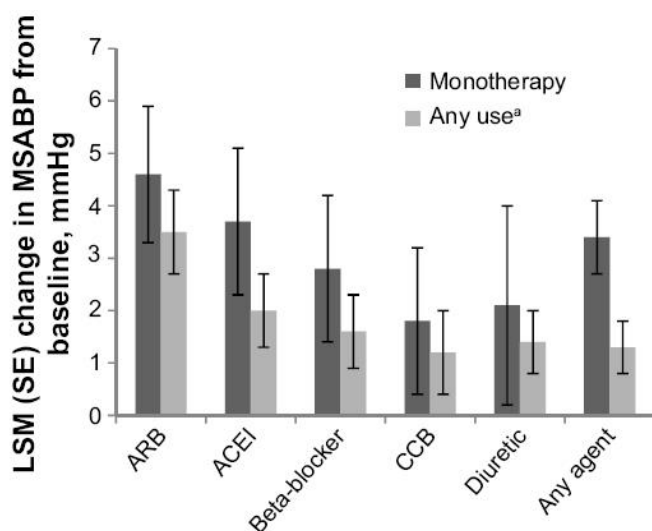 LSM (SE) change in MSABP from
baseline, mmHg
7
6
5
4
3
2
1
0
Monotherapy
Any useᵃ
ARB
ACEI
Beta-blocker
CCB
Diuretic
Any agent